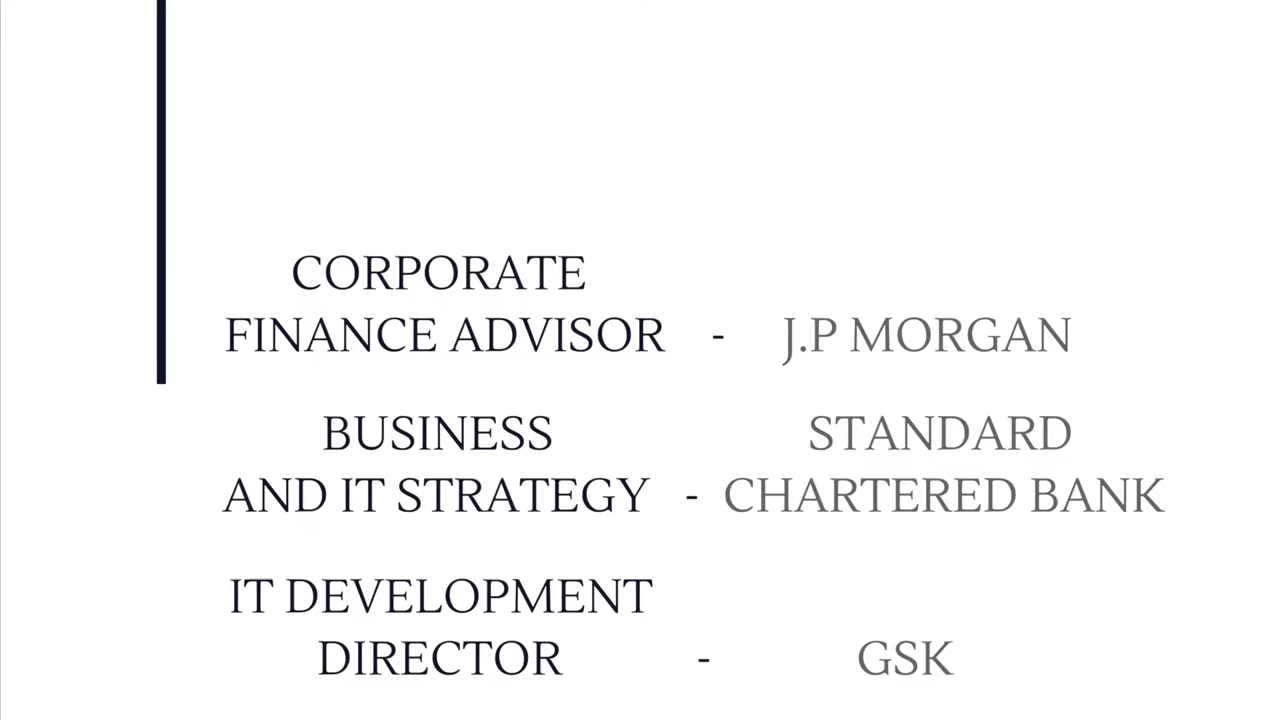 CORPORATE
FINANCE ADVISOR - J.P MORGAN
BUSINESS STANDARD
AND IT STRATEGY - CHARTERED BANK
IT DEVELOPMENT
DIRECTOR - GSK